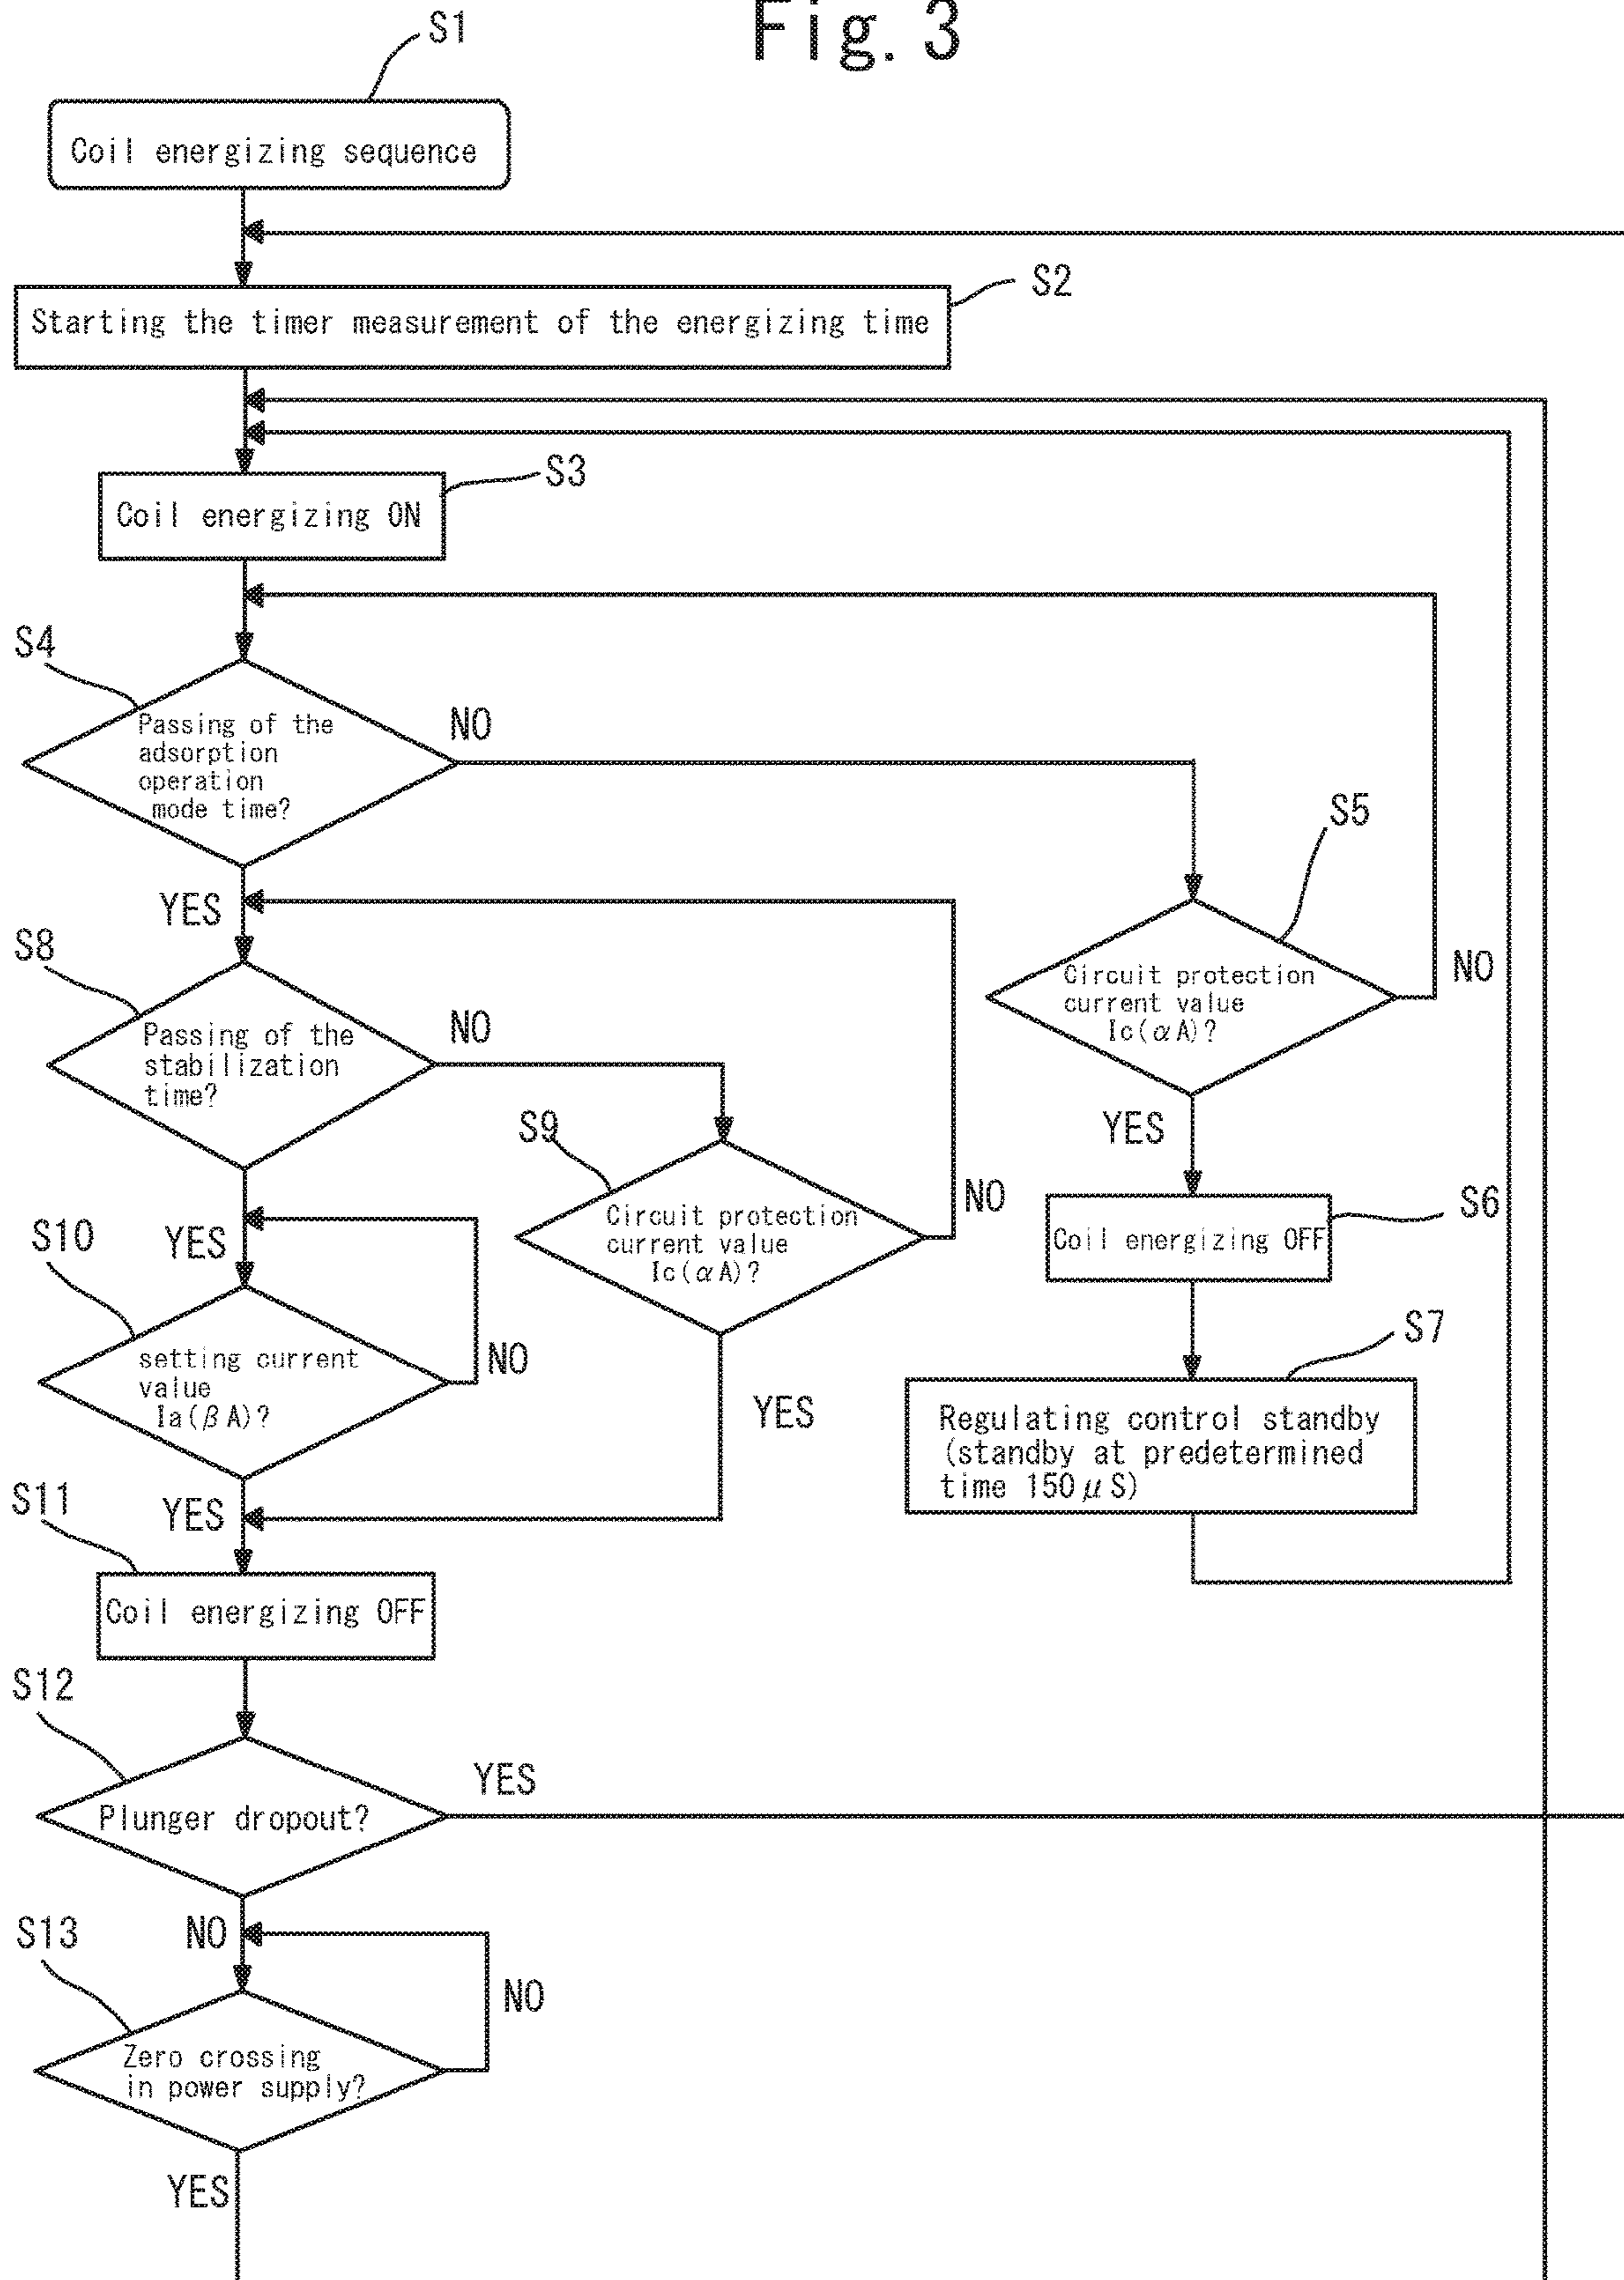 Fig. 3
S1
Coil energizing sequence
S2
Starting the timer measurement of the energizing time
S3
Coil energizing ON
S4
Passing of the
adsorption
operation
mode time?
NO
S5
Circuit protection
current value
Ic(αA)?
NO
YES
YES
S8
Passing of the
stabilization
time?
NO
S9
Circuit protection
current value
Ic(αA)?
NO
YES
S6
Coil energizing OFF
S7
Regulating control standby
(standby at predetermined
time 150μS)
YES
S10
setting current
value
Ia(βA)?
NO
YES
S11
Coil energizing OFF
S12
Plunger dropout?
YES
NO
S13
Zero crossing
in power supply?
NO
YES